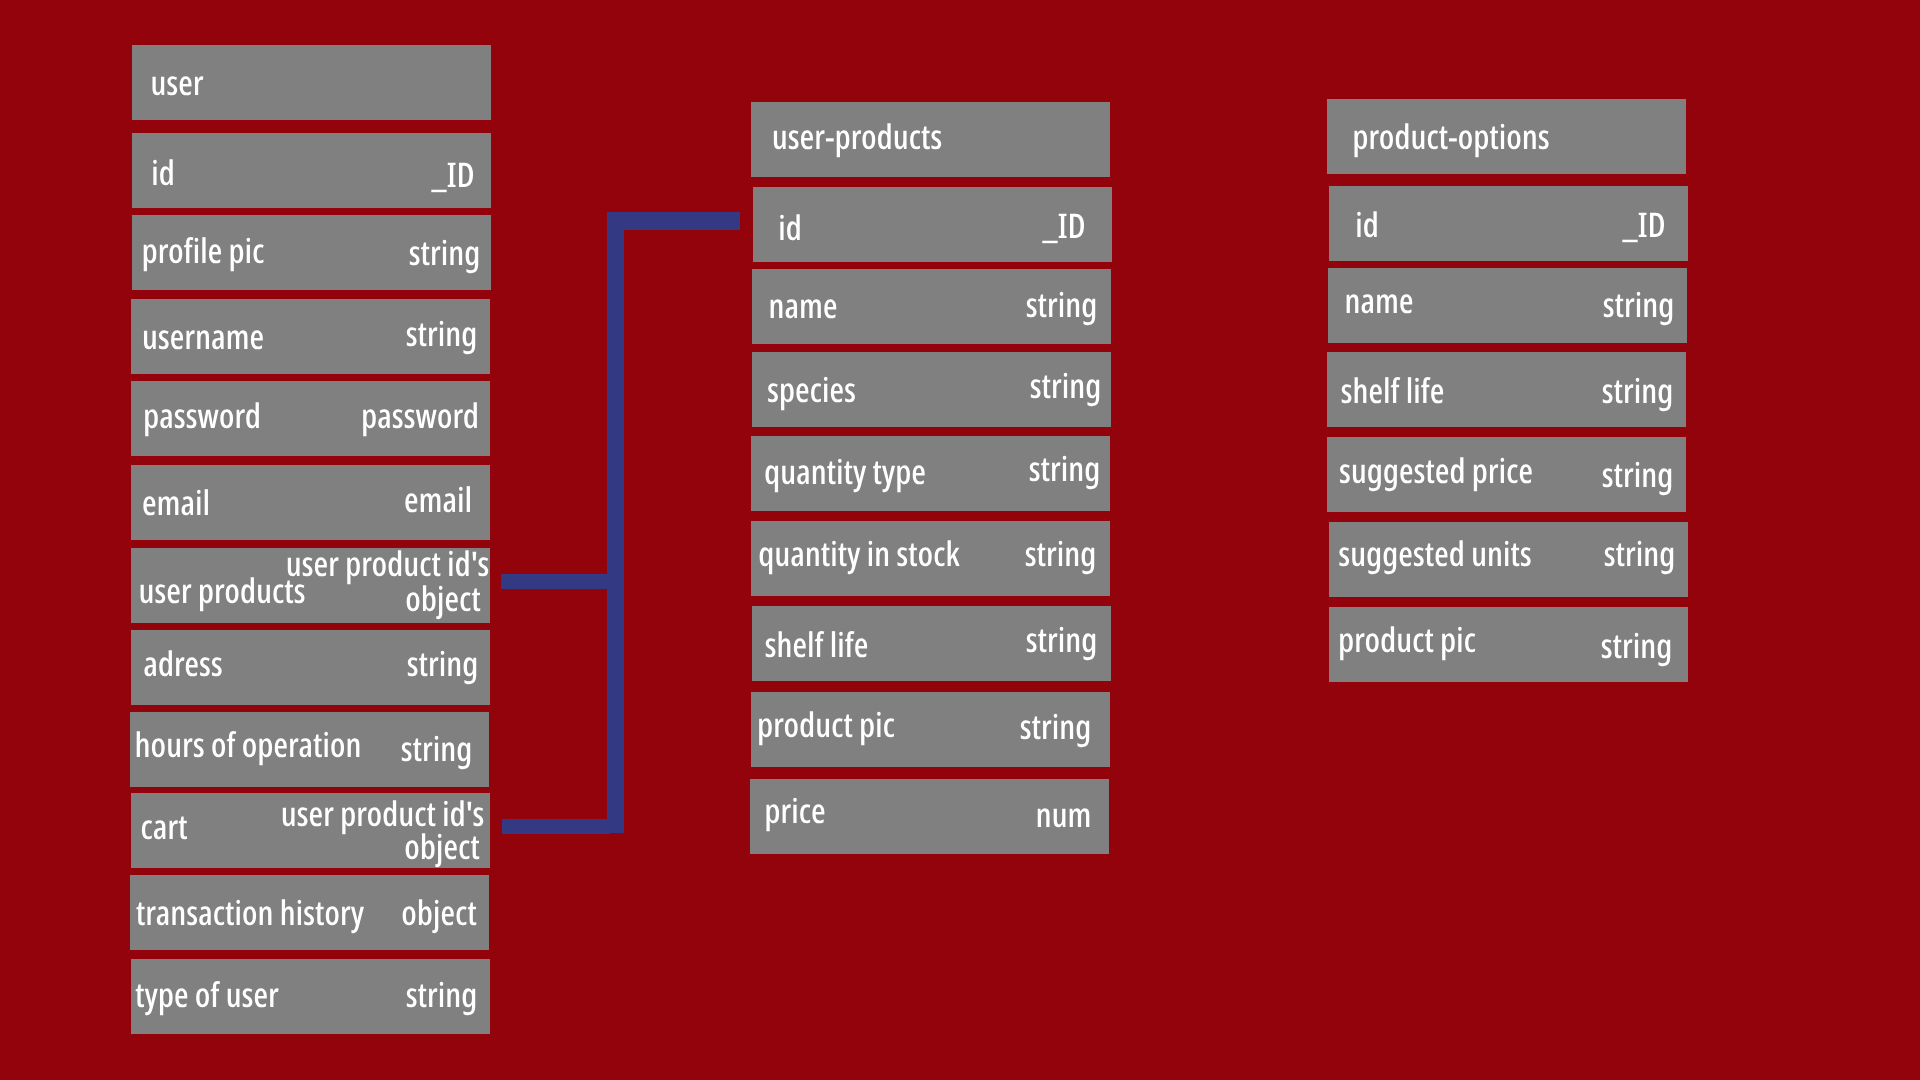 user
id _ID
profile pic string
username string
password password
email email
user products user product id's
object
adress string
hours of operation string
cart user product id's
object
transaction history object
type of user string
user-products
id _ID
name string
species string
quantity type string
quantity in stock string
shelf life string
product pic string
price num
product-options
id _ID
name string
shelf life string
suggested price string
suggested units string
product pic string